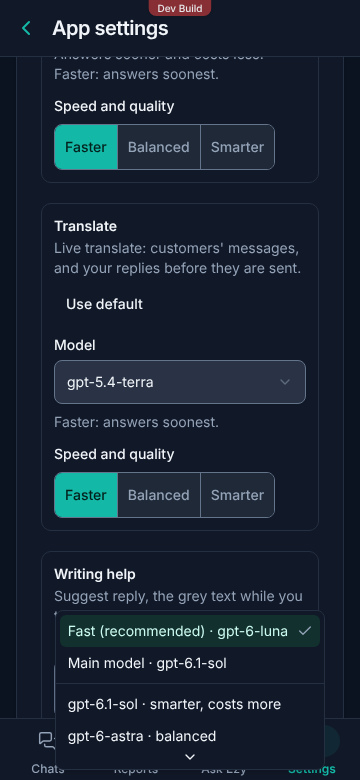 Dev Build
App settings
Faster: answers soonest.
Speed and quality
Faster Balanced Smarter
Translate
Live translate: customers' messages,
and your replies before they are sent.
Use default
Model
gpt-5.4-terra
Faster: answers soonest.
Speed and quality
Faster Balanced Smarter
Writing help
Suggest reply, the grey text while you
Fast (recommended) · gpt-6-luna
Main model · gpt-6.1-sol
gpt-6.1-sol · smarter, costs more
gpt-6-astra · balanced
Chats Reports Ask Ezy Settings